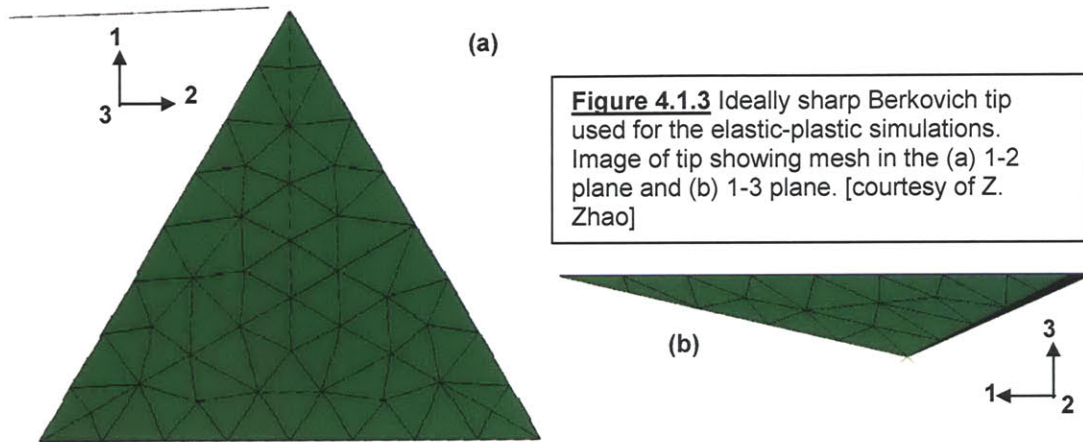 (a)
1
2
3
Figure 4.1.3 Ideally sharp Berkovich tip
used for the elastic-plastic simulations.
Image of tip showing mesh in the (a) 1-2
plane and (b) 1-3 plane. [courtesy of Z.
Zhao]
(b)
3
1
2